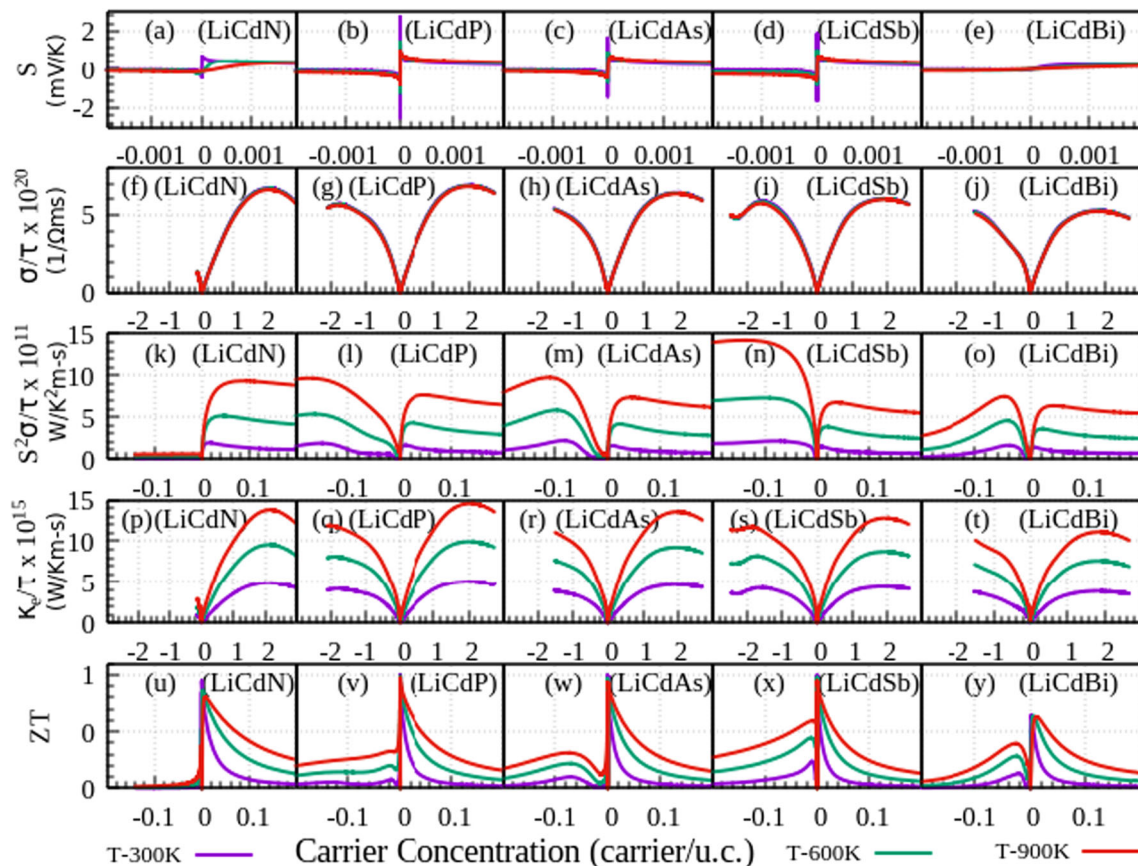 S
(mV/K)
2
0
-2
(a) (LiCdN)
(b) (LiCdP)
(c) (LiCdAs)
(d) (LiCdSb)
(e) (LiCdBi)
-0.001 0 0.001 -0.001 0 0.001 -0.001 0 0.001 -0.001 0 0.001 -0.001 0 0.001
σ/τ x 10²⁰
(1/Ωms)
5
0
(f) (LiCdN)
(g) (LiCdP)
(h) (LiCdAs)
(i) (LiCdSb)
(j) (LiCdBi)
-2 -1 0 1 2 -2 -1 0 1 2 -2 -1 0 1 2 -2 -1 0 1 2 -2 -1 0 1 2
S²σ/τ x 10¹¹
W/K²m-s)
15
10
5
0
(k) (LiCdN)
(l) (LiCdP)
(m) (LiCdAs)
(n) (LiCdSb)
(o) (LiCdBi)
-0.1 0 0.1 -0.1 0 0.1 -0.1 0 0.1 -0.1 0 0.1 -0.1 0 0.1
Kₑ/τ x 10¹⁵
(W/Km-s)
15
10
5
0
(p) (LiCdN)
(q) (LiCdP)
(r) (LiCdAs)
(s) (LiCdSb)
(t) (LiCdBi)
-2 -1 0 1 2 -2 -1 0 1 2 -2 -1 0 1 2 -2 -1 0 1 2 -2 -1 0 1 2
ZT
1
0
0
(u) (LiCdN)
(v) (LiCdP)
(w) (LiCdAs)
(x) (LiCdSb)
(y) (LiCdBi)
-0.1 0 0.1 -0.1 0 0.1 -0.1 0 0.1 -0.1 0 0.1 -0.1 0 0.1
T-300K Carrier Concentration (carrier/u.c.) T-600K T-900K